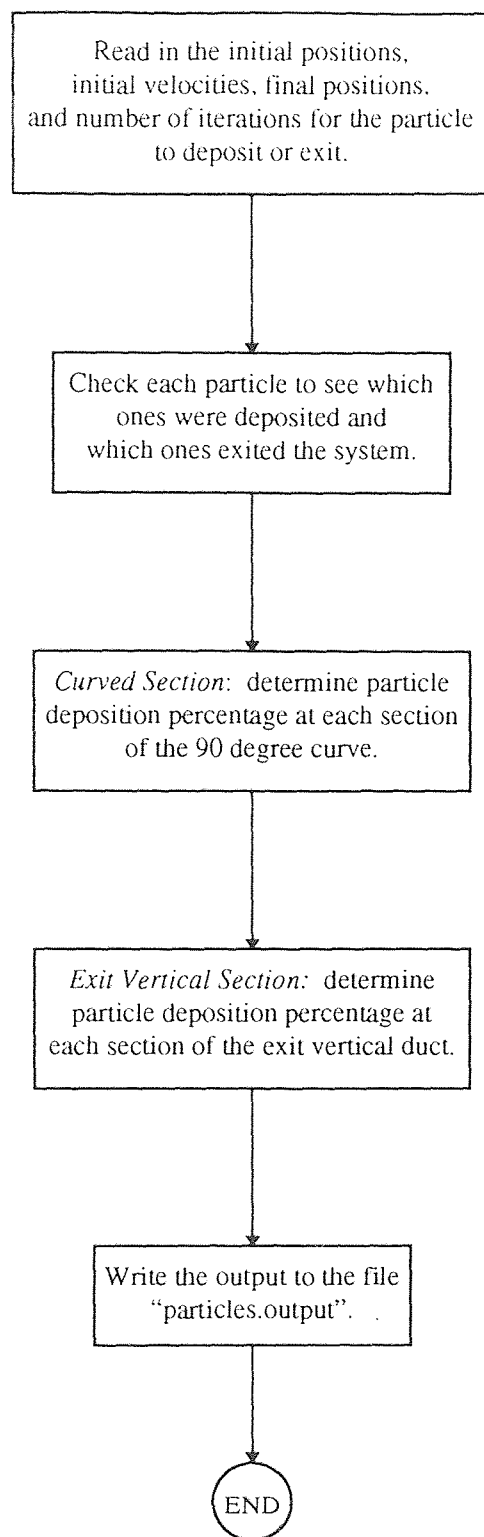 Read in the initial positions,
initial velocities, final positions,
and number of iterations for the particle
to deposit or exit.
Check each particle to see which
ones were deposited and
which ones exited the system.
Curved Section: determine particle
deposition percentage at each section
of the 90 degree curve.
Exit Vertical Section: determine
particle deposition percentage at
each section of the exit vertical duct.
Write the output to the file
“particles.output”.
END